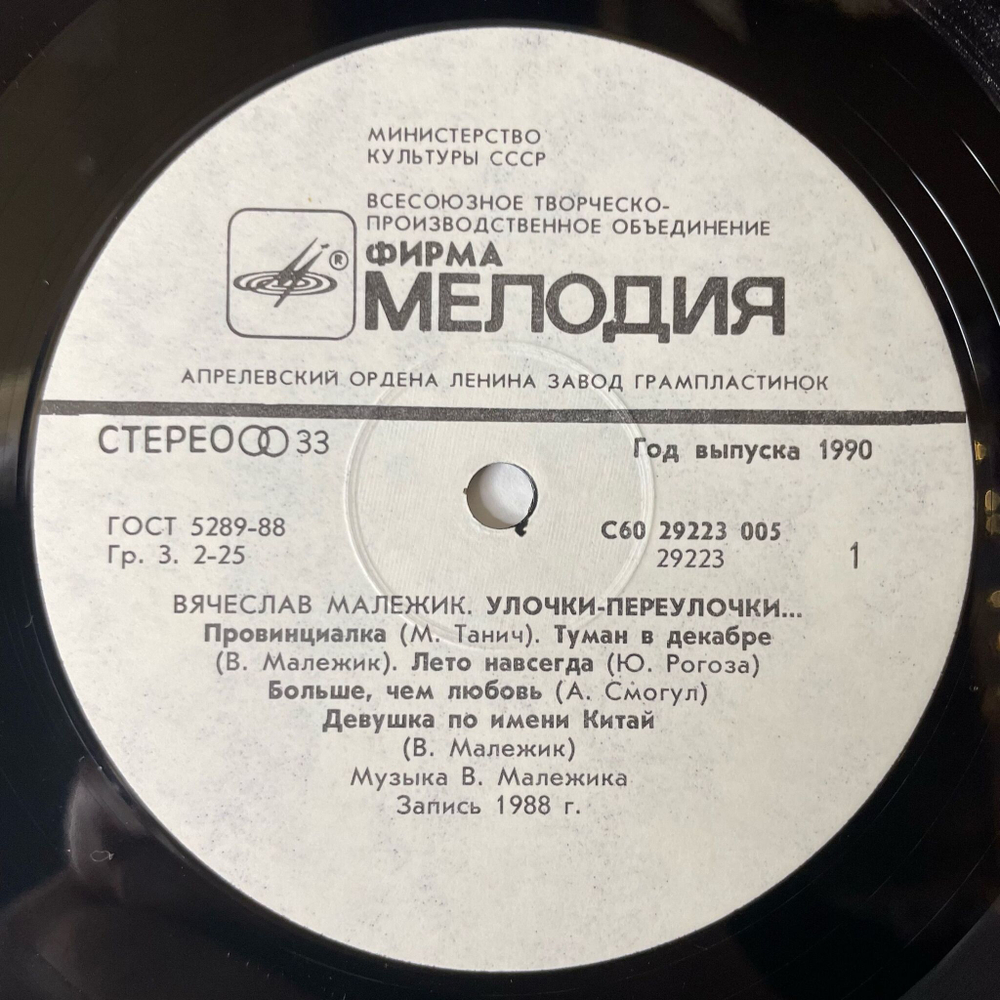 МИНИСТЕРСТВО
КУЛЬТУРЫ СССР
ВСЕСОЮЗНОЕ ТВОРЧЕСКО-
ПРОИЗВОДСТВЕННОЕ ОБЪЕДИНЕНИЕ
ФИРМА
®
МЕЛОДИЯ
АПРЕЛЕВСКИЙ ОРДЕНА ЛЕНИНА ЗАВОД ГРАМПЛАСТИНОК
СТЕРЕО 33
Год выпуска 1990
ГОСТ 5289-88
Гр. 3. 2-25
С60 29223 005
29223
1
ВЯЧЕСЛАВ МАЛЕЖИК. УЛОЧКИ-ПЕРЕУЛОЧКИ...
Провинциалка (М. Танич). Туман в декабре
(В. Малежик). Лето навсегда (Ю. Рогоза)
Больше, чем любовь (А. Смогул)
Девушка по имени Китай
(В. Малежик)
Музыка В. Малежика
Запись 1988 г.